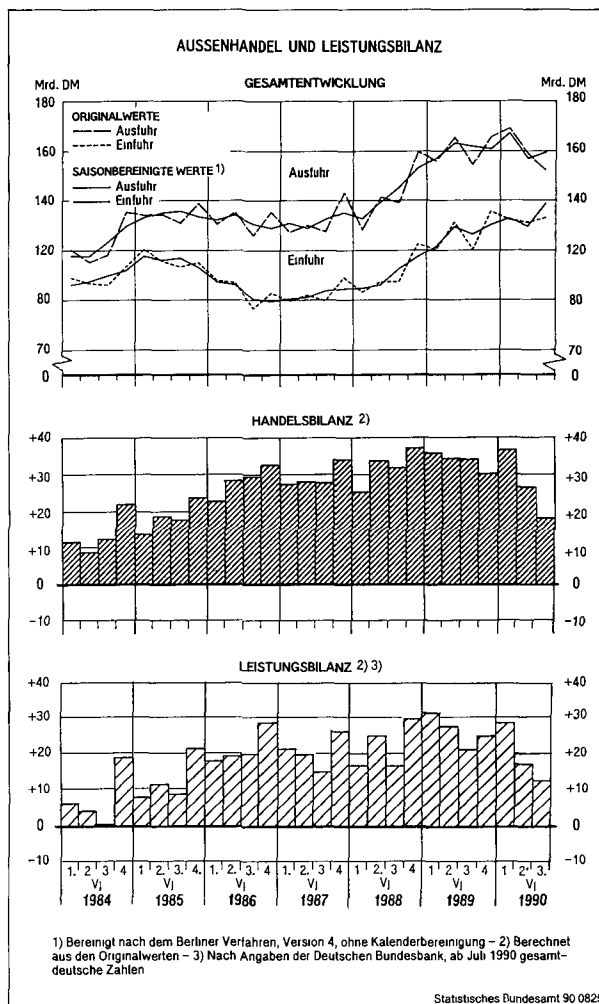 AUSSENHANDEL UND LEISTUNGSBILANZ
Mrd. DM GESAMTENTWICKLUNG Mrd. DM
180 180
ORIGINALWERTE
Ausfuhr
Einfuhr
160 160
SAISONBEREINIGTE WERTE 1)
Ausfuhr
Einfuhr
Ausfuhr
140 140
120 120
Einfuhr
100 100
80 80
70 70
0 0
HANDELSBILANZ 2)
+40 +40
+30 +30
+20 +20
+10 +10
0 0
−10 −10
LEISTUNGSBILANZ 2) 3)
+40 +40
+30 +30
+20 +20
+10 +10
0 0
−10 −10
1. 2 3 4 1 2. 3. 4. 1. 2. 3. 4 1. 2. 3. 4 1 2. 3. 4 1 2 3 4 1 2. 3.
Vj Vj Vj Vj Vj Vj Vj
1984 1985 1986 1987 1988 1989 1990
1) Bereinigt nach dem Berliner Verfahren, Version 4, ohne Kalenderbereinigung – 2) Berechnet
aus den Originalwerten – 3) Nach Angaben der Deutschen Bundesbank, ab Juli 1990 gesamt-
deutsche Zahlen
Statistisches Bundesamt 90 0829